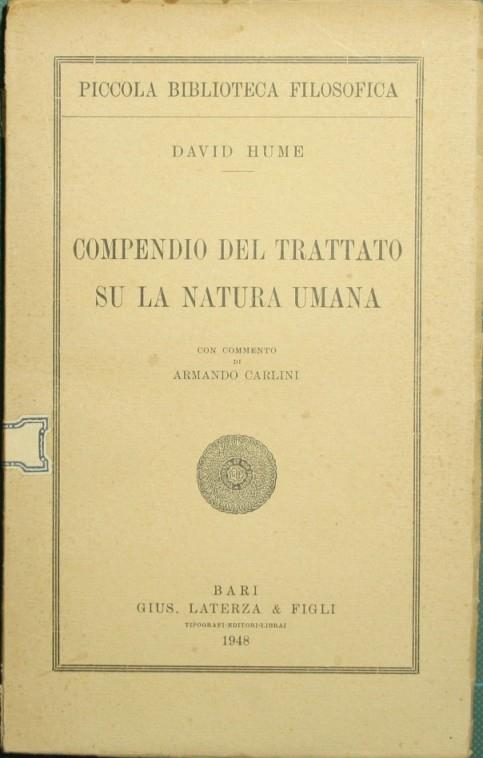 PICCOLA BIBLIOTECA FILOSOFICA
DAVID HUME
COMPENDIO DEL TRATTATO
SU LA NATURA UMANA
CON COMMENTO
DI
ARMANDO CARLINI
BARI
GIUS. LATERZA & FIGLI
TIPOGRAFI-EDITORI-LIBRAI
1948